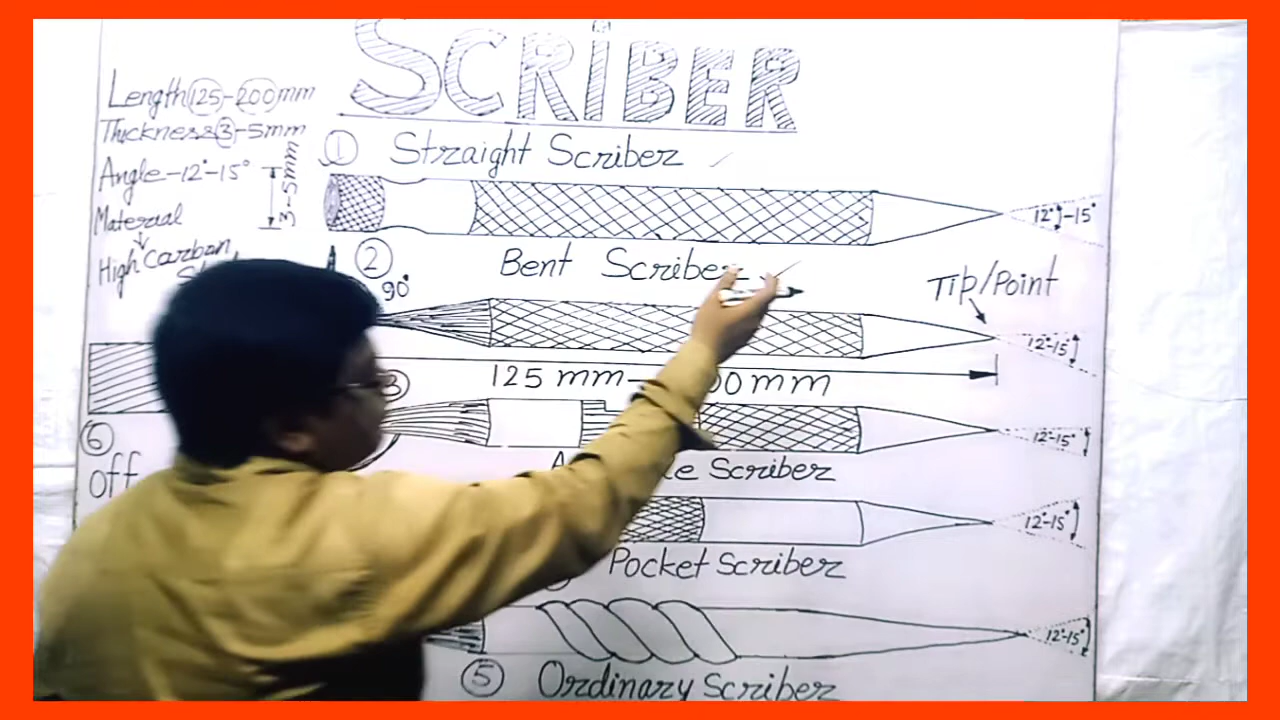 SCRiBER
Length 125-200mm
Thickness 3-5mm
Angle-12°-15°
Material
High Carbon
3-5mm
① Straight Scriber
12°-15°
② Bent Scriber
90°
Tip/Point
12°-15°
125 mm- 00mm
3
12°-15°
le Scriber
12°-15°
Pocket Scriber
12°-15°
⑤ Ordinary Scriber
⑥
Off